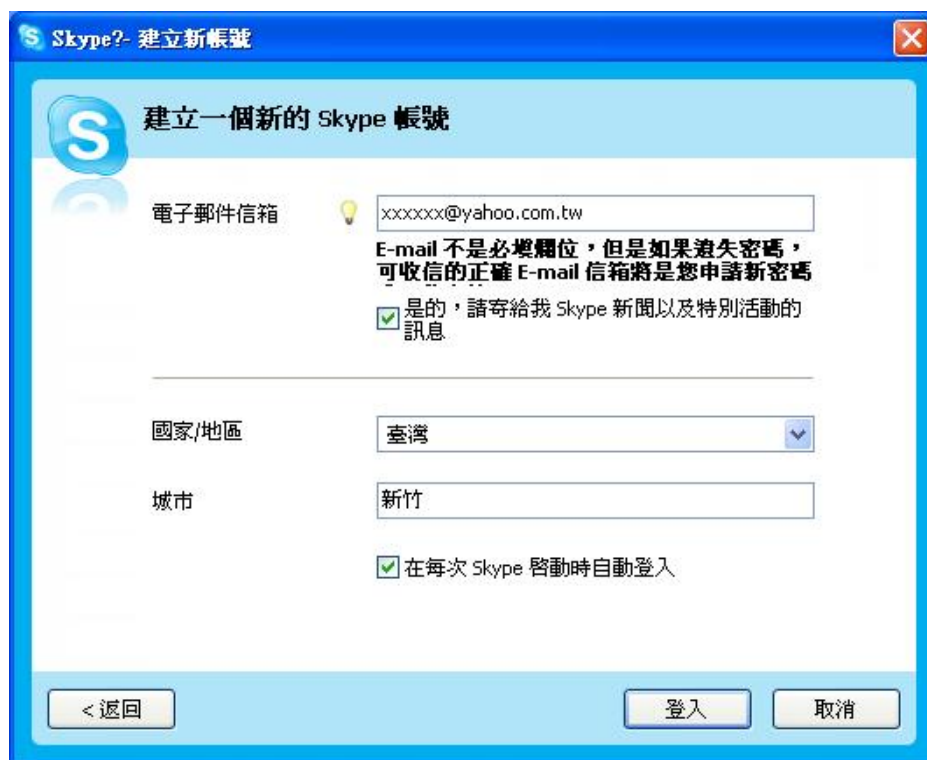 Skype?- 建立新帳號
建立一個新的 Skype 帳號
電子郵件信箱
xxxxxx@yahoo.com.tw
E-mail 不是必填欄位，但是如果遺失密碼，
可收信的正確 E-mail 信箱將是您申請新密碼
是的，請寄給我 Skype 新聞以及特別活動的
訊息
國家/地區
臺灣
城市
新竹
在每次 Skype 啓動時自動登入
< 返回
登入
取消